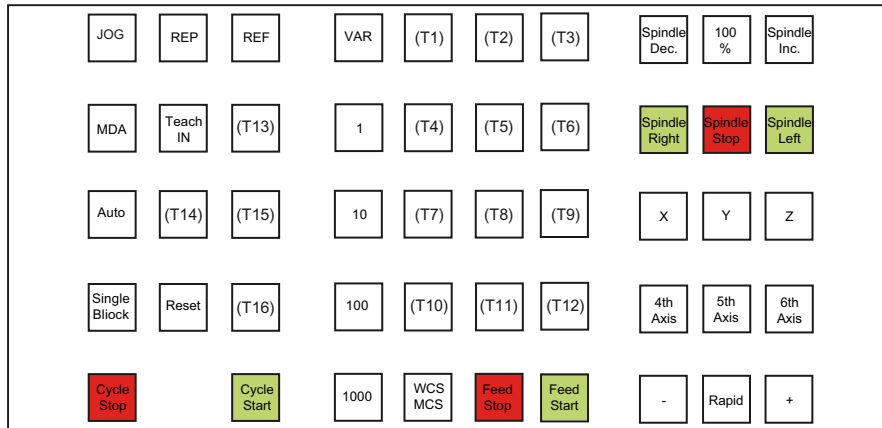 JOG REP REF VAR (T1) (T2) (T3) Spindle Dec. 100 % Spindle Inc.
MDA Teach IN (T13) 1 (T4) (T5) (T6) Spindle Right Spindle Stop Spindle Left
Auto (T14) (T15) 10 (T7) (T8) (T9) X Y Z
Single Bliock Reset (T16) 100 (T10) (T11) (T12) 4th Axis 5th Axis 6th Axis
Cycle Stop Cycle Start 1000 WCS MCS Feed Stop Feed Start - Rapid +